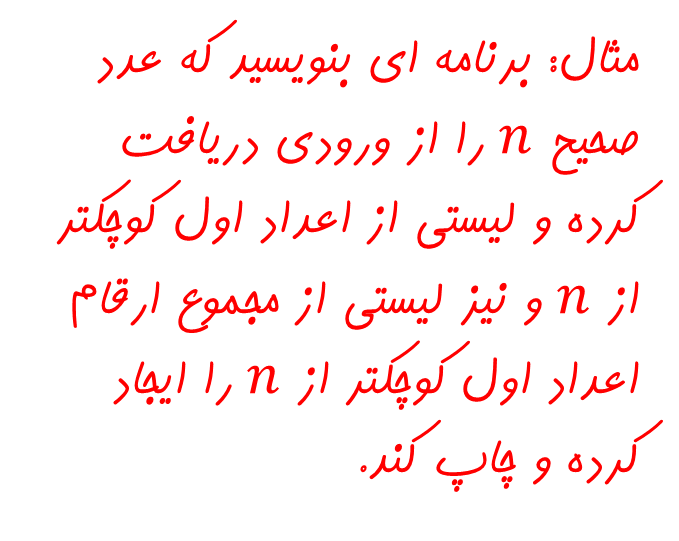 مثال: برنامه ای بنویسید که عدد
صحیح n را از ورودی دریافت
کرده و لیستی از اعداد اول کوچکتر
از n و نیز لیستی از مجموع ارقام
اعداد اول کوچکتر از n را ایجاد
کرده و چاپ کند.